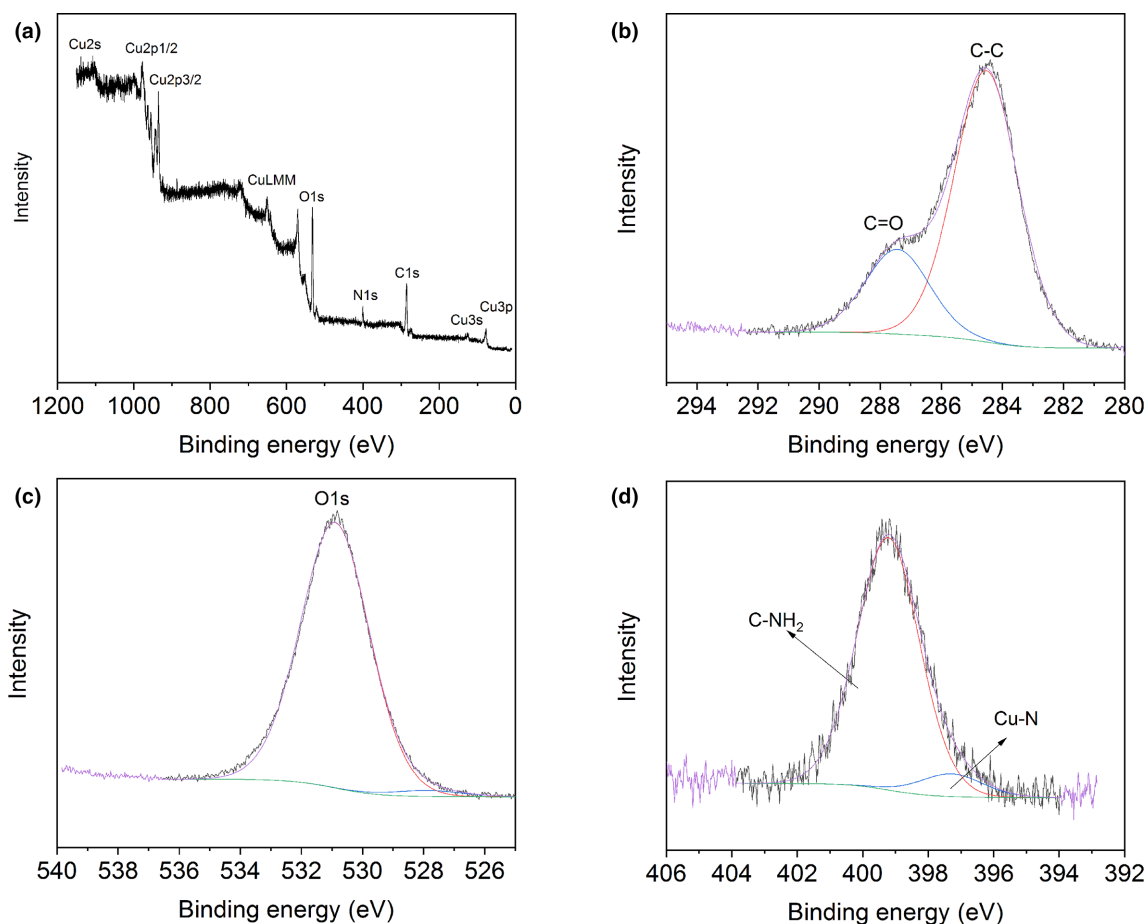 (a)
Cu2s
Cu2p1/2
Cu2p3/2
CuLMM
O1s
N1s
C1s
Cu3s
Cu3p
Intensity
1200 1000 800 600 400 200 0
Binding energy (eV)
(b)
C-C
C=O
Intensity
294 292 290 288 286 284 282 280
Binding energy (eV)
(c)
O1s
Intensity
540 538 536 534 532 530 528 526
Binding energy (eV)
(d)
C-NH₂
Cu-N
Intensity
406 404 402 400 398 396 394 392
Binding energy (eV)